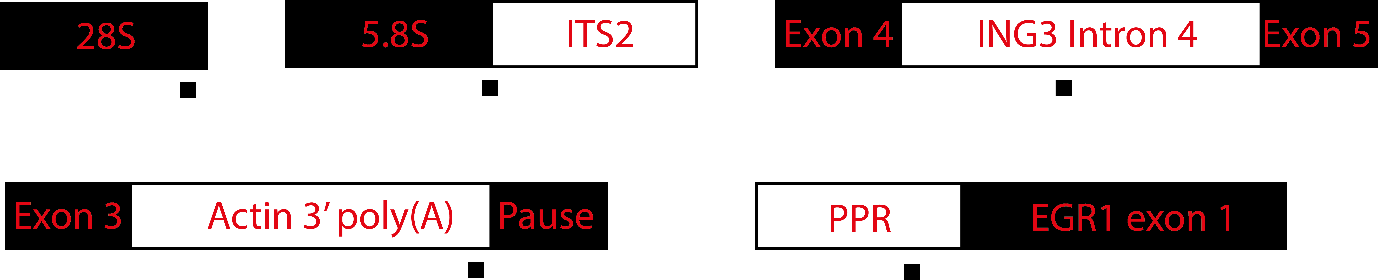 28S 5.8S ITS2 Exon 4 ING3 Intron 4 Exon 5
Exon 3 Actin 3’ poly(A) Pause PPR EGR1 exon 1